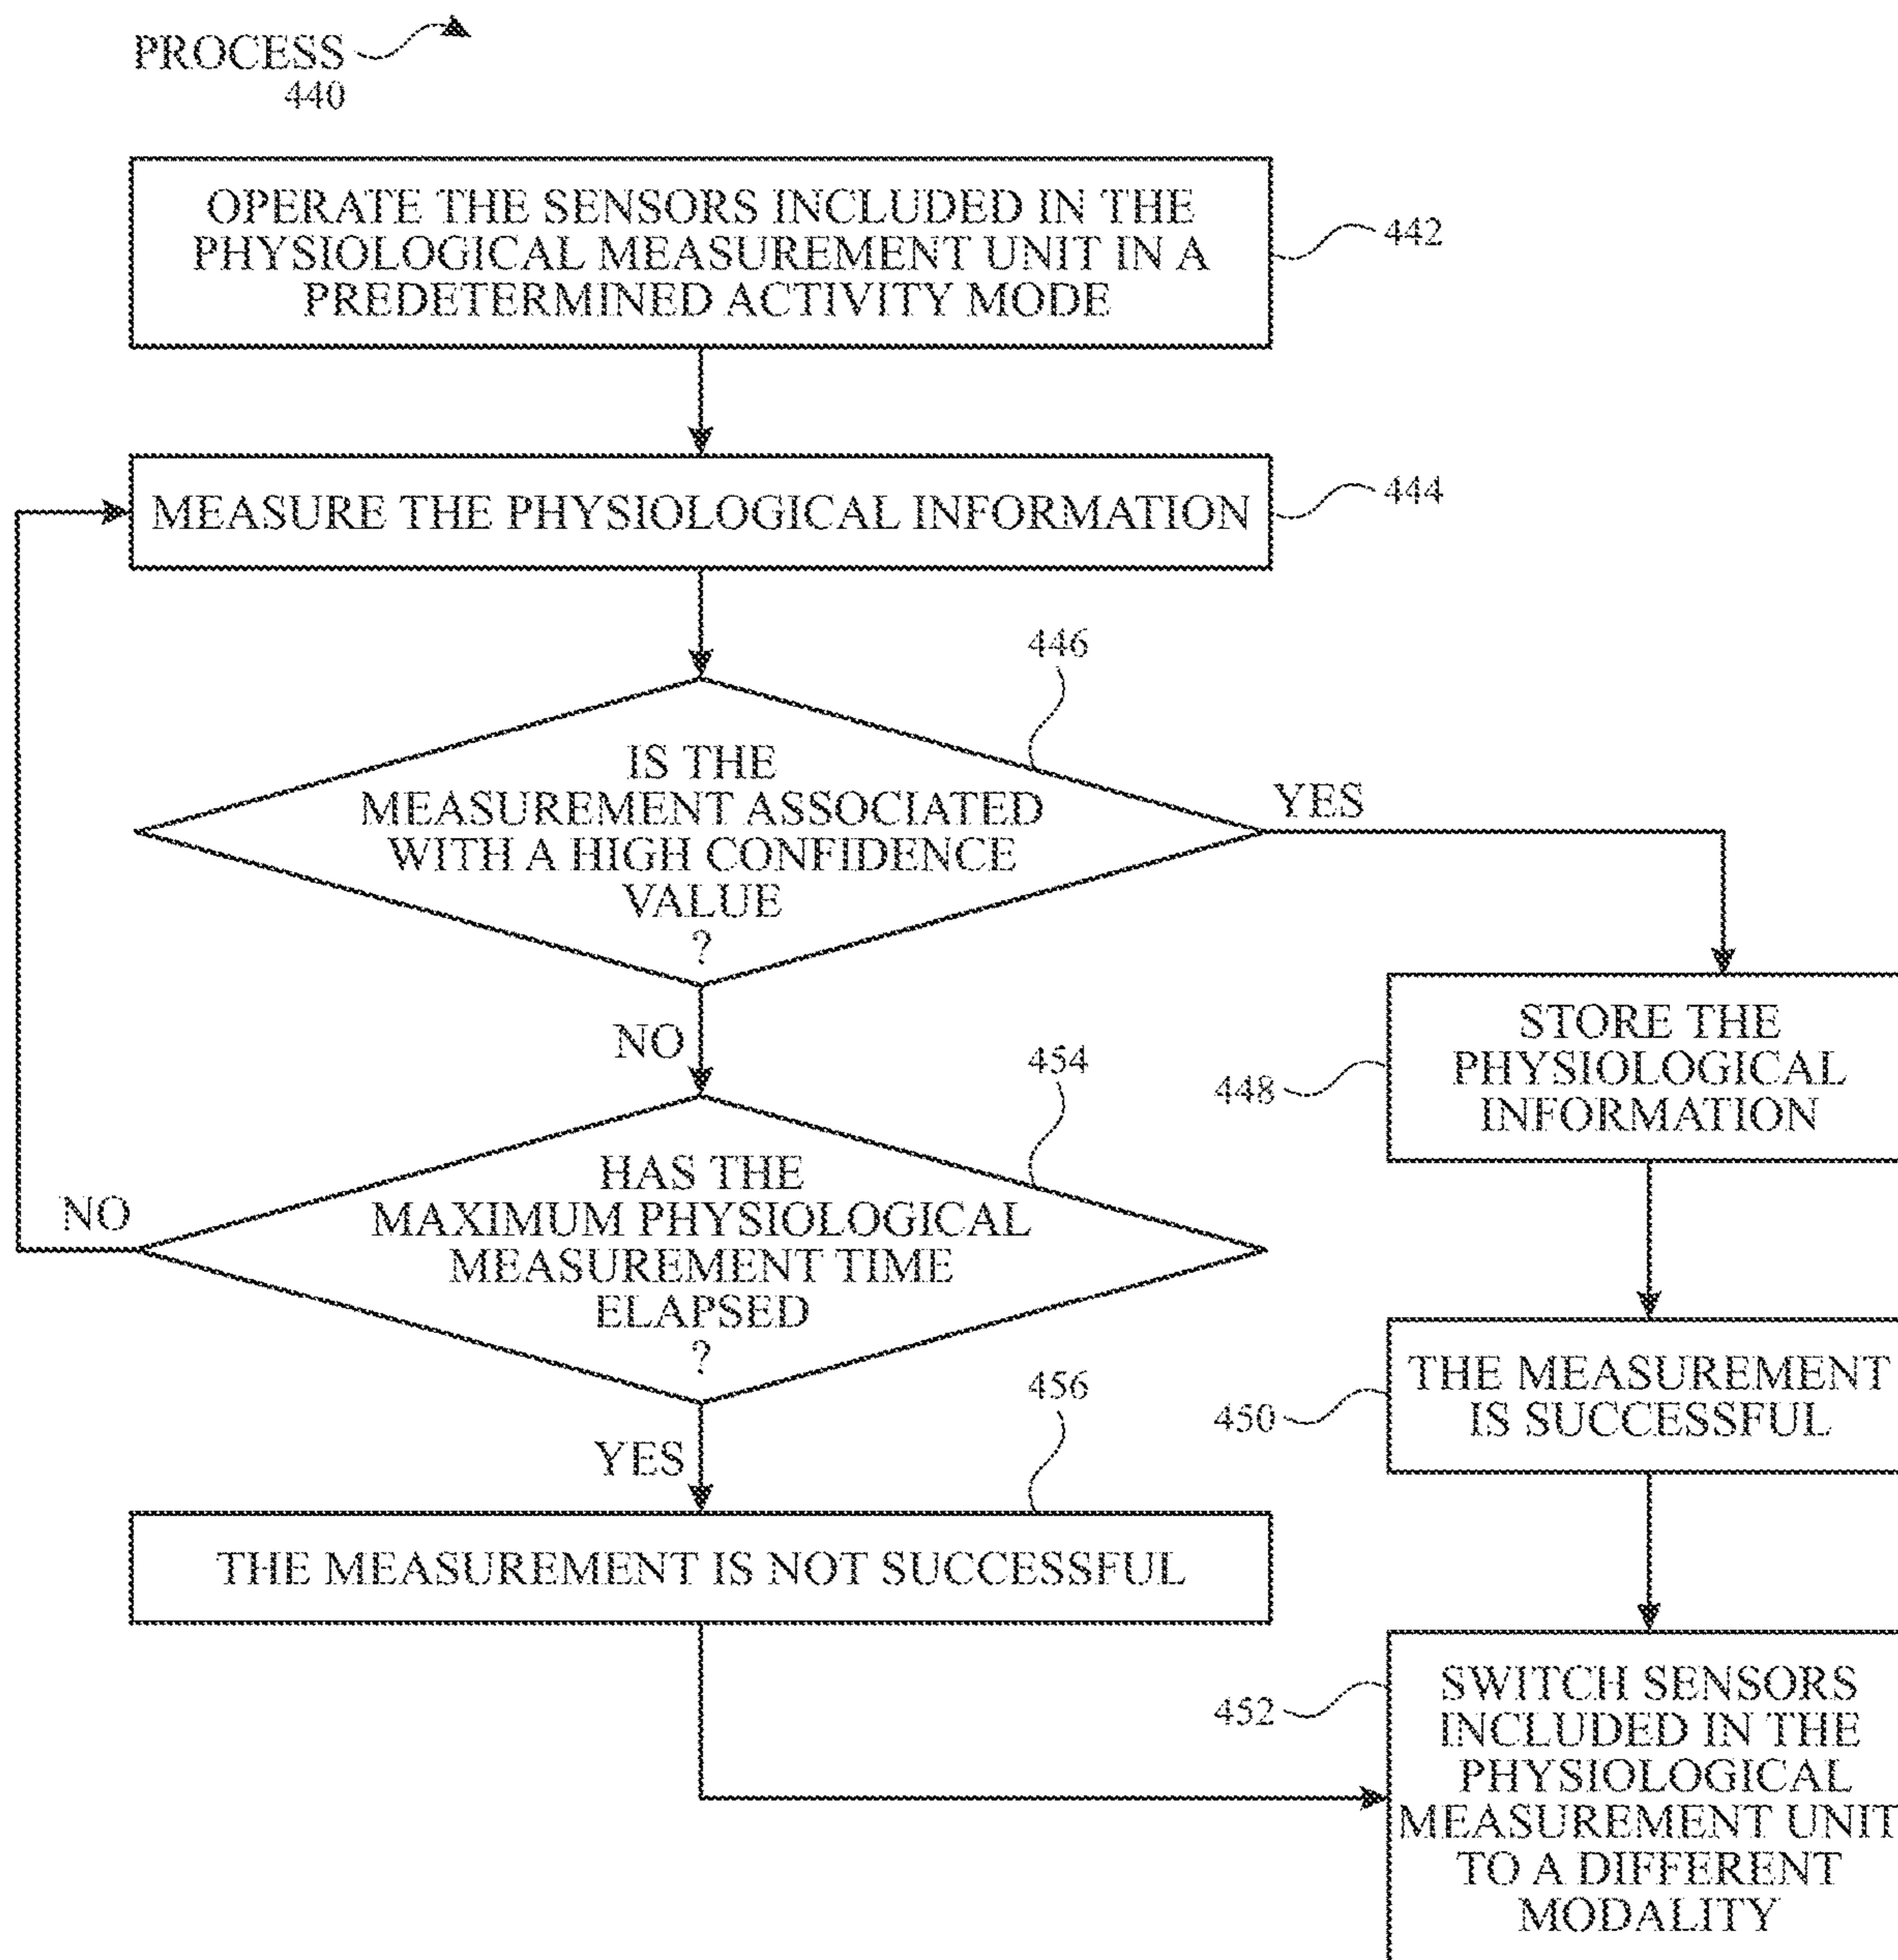 PROCESS
440
OPERATE THE SENSORS INCLUDED IN THE
PHYSIOLOGICAL MEASUREMENT UNIT IN A
PREDETERMINED ACTIVITY MODE
442
MEASURE THE PHYSIOLOGICAL INFORMATION
444
446
IS THE
MEASUREMENT ASSOCIATED
WITH A HIGH CONFIDENCE
VALUE
?
YES
NO
STORE THE
PHYSIOLOGICAL
INFORMATION
448
454
HAS THE
MAXIMUM PHYSIOLOGICAL
MEASUREMENT TIME
ELAPSED
?
NO
YES
THE MEASUREMENT
IS SUCCESSFUL
450
456
THE MEASUREMENT IS NOT SUCCESSFUL
452
SWITCH SENSORS
INCLUDED IN THE
PHYSIOLOGICAL
MEASUREMENT UNIT
TO A DIFFERENT
MODALITY